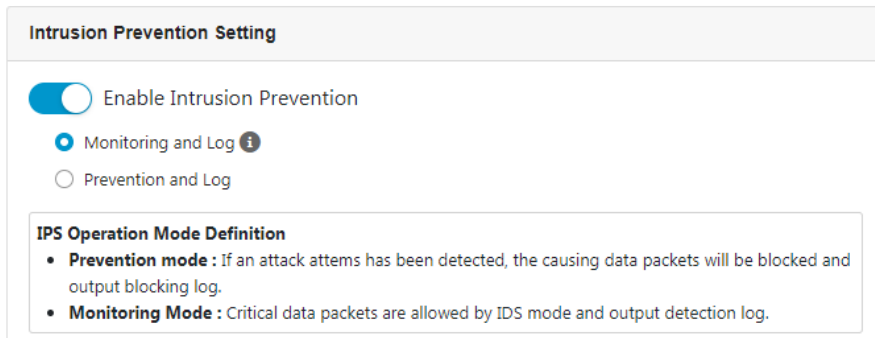 Intrusion Prevention Setting
Enable Intrusion Prevention
Monitoring and Log
Prevention and Log
IPS Operation Mode Definition
• Prevention mode : If an attack attems has been detected, the causing data packets will be blocked and
output blocking log.
• Monitoring Mode : Critical data packets are allowed by IDS mode and output detection log.